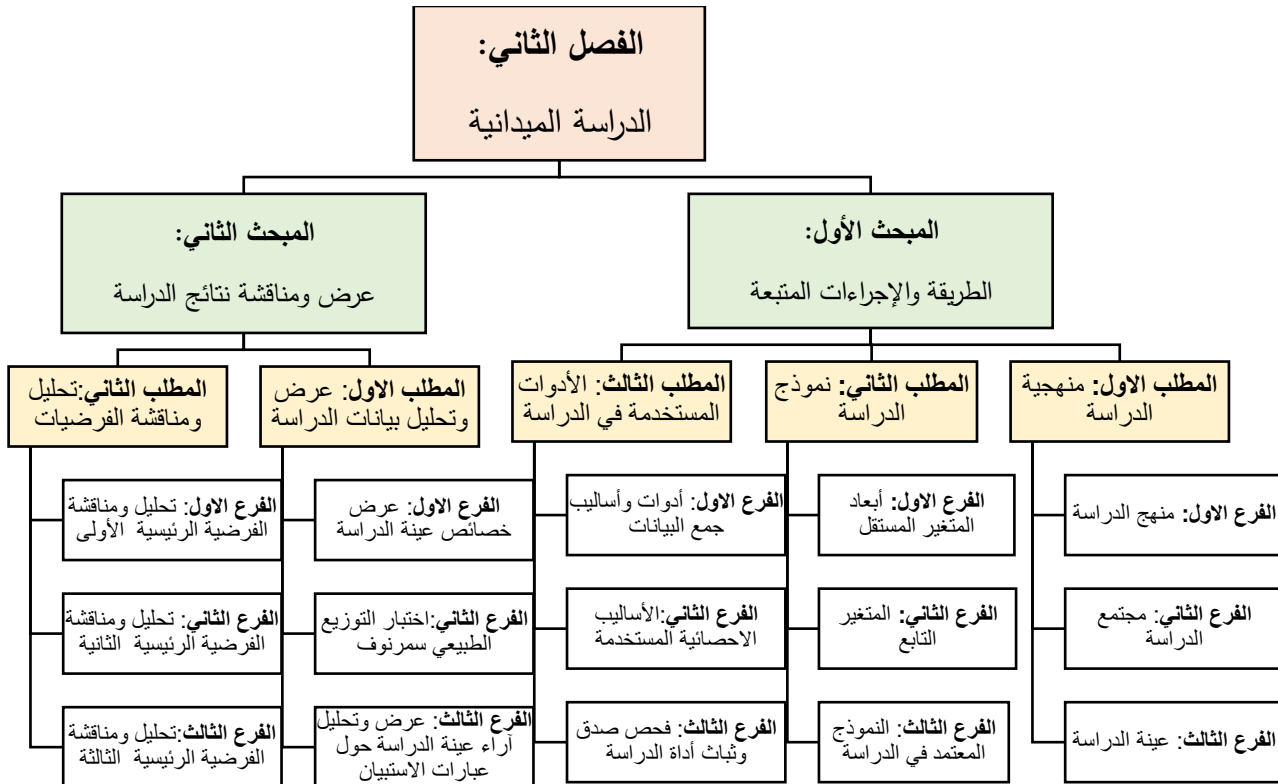 الفصل الثاني:
الدراسة الميدانية
المبحث الأول:
الطريقة والإجراءات المتبعة
المطلب الاول: منهجية
الدراسة
الفرع الاول: منهج الدراسة
الفرع الثاني: مجتمع
الدراسة
الفرع الثالث: عينة الدراسة
المطلب الثاني: نموذج
الدراسة
الفرع الاول: أبعاد
المتغير المستقل
الفرع الثاني: المتغير
التابع
الفرع الثالث: النموذج
المعتمد في الدراسة
المطلب الثالث: الأدوات
المستخدمة في الدراسة
الفرع الاول: أدوات وأساليب
جمع البيانات
الفرع الثاني:الأساليب
الاحصائية المستخدمة
الفرع الثالث: فحص صدق
وثبات أداة الدراسة
المبحث الثاني:
عرض ومناقشة نتائج الدراسة
المطلب الاول: عرض
وتحليل بيانات الدراسة
الفرع الاول: عرض
خصائص عينة الدراسة
الفرع الثاني:اختبار التوزيع
الطبيعي سمرنوف
الفرع الثالث: عرض وتحليل
آراء عينة الدراسة حول
عبارات الاستبيان
المطلب الثاني:تحليل
ومناقشة الفرضيات
الفرع الاول: تحليل ومناقشة
الفرضية الرئيسية الأولى
الفرع الثاني: تحليل ومناقشة
الفرضية الرئيسية الثانية
الفرع الثالث:تحليل ومناقشة
الفرضية الرئيسية الثالثة